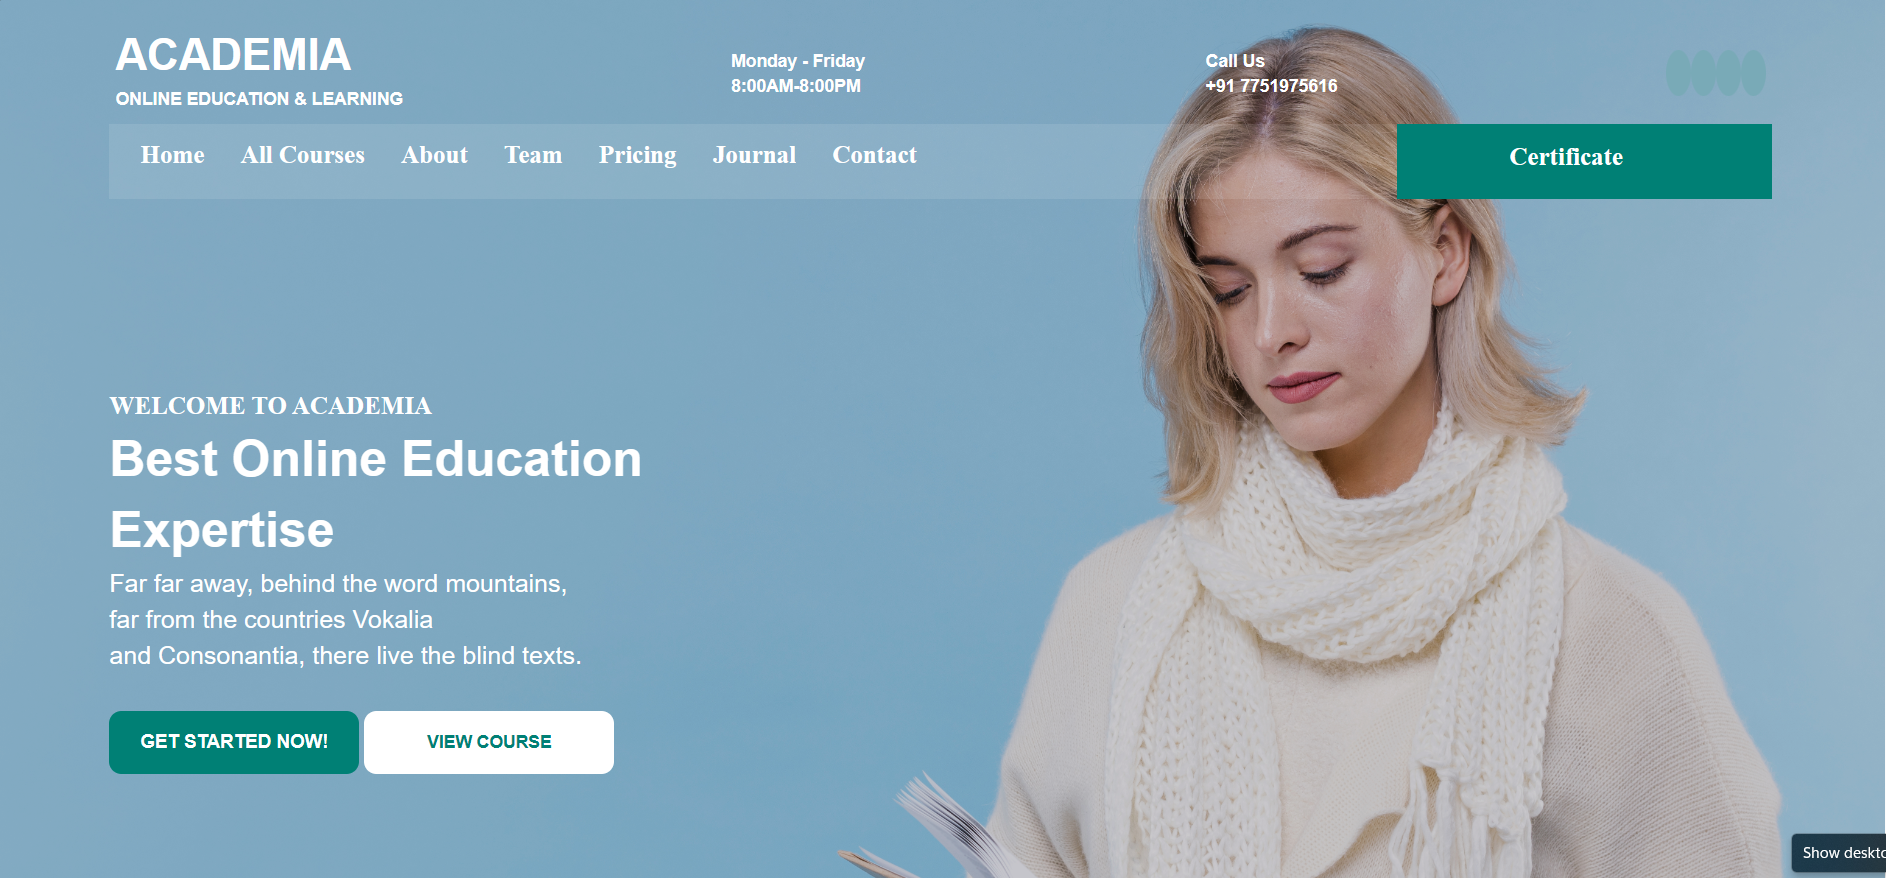 ACADEMIA
ONLINE EDUCATION & LEARNING
Monday - Friday
8:00AM-8:00PM
Call Us
+91 7751975616
Home All Courses About Team Pricing Journal Contact
Certificate
WELCOME TO ACADEMIA
Best Online Education
Expertise
Far far away, behind the word mountains,
far from the countries Vokalia
and Consonantia, there live the blind texts.
GET STARTED NOW! VIEW COURSE
Show deskto